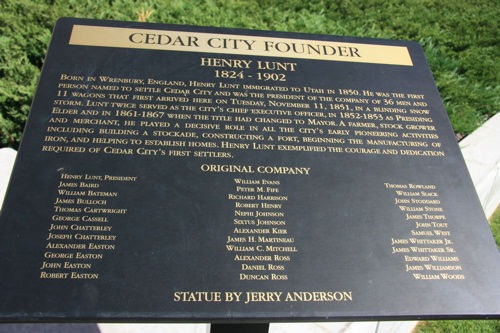 CEDAR CITY FOUNDER
HENRY LUNT
1824 - 1902
BORN IN WRENBURY, ENGLAND, HENRY LUNT IMMIGRATED TO UTAH IN 1850. HE WAS THE FIRST
PERSON NAMED TO SETTLE CEDAR CITY AND WAS THE PRESIDENT OF THE COMPANY OF 36 MEN AND
11 WAGONS THAT FIRST ARRIVED HERE ON TUESDAY, NOVEMBER 11, 1851, IN A BLINDING SNOW
STORM. LUNT TWICE SERVED AS THE CITY'S CHIEF EXECUTIVE OFFICER, IN 1852-1853 AS PRESIDING
ELDER AND IN 1861-1867 WHEN THE TITLE HAD CHANGED TO MAYOR. A FARMER, STOCK GROWER
AND MERCHANT, HE PLAYED A DECISIVE ROLE IN ALL THE CITY'S EARLY PIONEERING ACTIVITIES
INCLUDING BUILDING A STOCKADE, CONSTRUCTING A FORT, BEGINNING THE MANUFACTURING OF
IRON, AND HELPING TO ESTABLISH HOMES. HENRY LUNT EXEMPLIFIED THE COURAGE AND DEDICATION
REQUIRED OF CEDAR CITY'S FIRST SETTLERS.
ORIGINAL COMPANY
HENRY LUNT, PRESIDENT
JAMES BAIRD
WILLIAM BATEMAN
JAMES BULLOCH
THOMAS CARTWRIGHT
GEORGE CASSELL
JOHN CHATTERLEY
JOSEPH CHATTERLEY
ALEXANDER EASTON
GEORGE EASTON
JOHN EASTON
ROBERT EASTON
WILLIAM EVANS
PETER M. FIFE
RICHARD HARRISON
ROBERT HENRY
NEPHI JOHNSON
SIXTUS JOHNSON
ALEXANDER KIER
JAMES H. MARTINEAU
WILLIAM C. MITCHELL
ALEXANDER ROSS
DANIEL ROSS
DUNCAN ROSS
THOMAS ROWLAND
WILLIAM SLACK
JOHN STODDARD
WILLIAM STONE
JAMES THORPE
JOHN TOUT
SAMUEL WEST
JAMES WHITTAKER JR.
JAMES WHITTAKER SR.
EDWARD WILLIAMS
JAMES WILLIAMSON
WILLIAM WOODS
STATUE BY JERRY ANDERSON